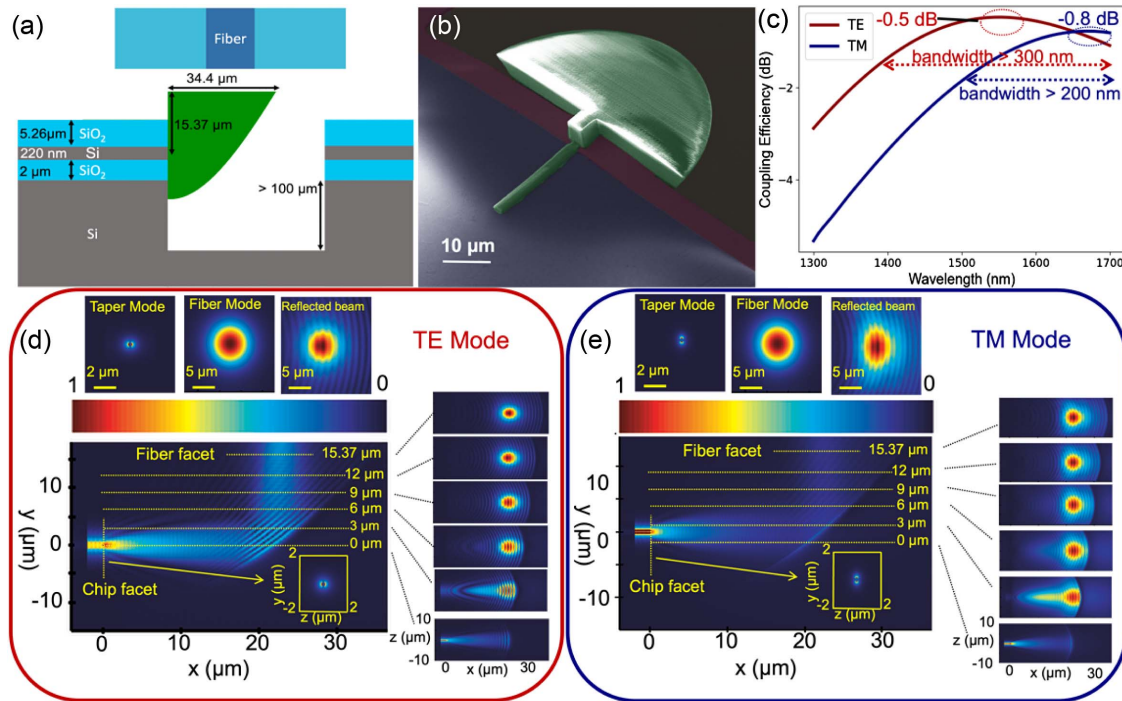 (a)
Fiber
34.4 µm
15.37 µm
5.26µm
SiO2
220 nm
Si
2 µm
SiO2
> 100 µm
Si
(b)
10 µm
(c)
TE
TM
-0.5 dB
-0.8 dB
bandwidth > 300 nm
bandwidth > 200 nm
Coupling Efficiency (dB)
-2
-4
1300
1400
1500
1600
1700
Wavelength (nm)
(d)
Taper Mode
Fiber Mode
Reflected beam
2 µm
5 µm
5 µm
TE Mode
1
0
Fiber facet
15.37 µm
12 µm
9 µm
6 µm
3 µm
0 µm
Chip facet
y (µm)
10
0
-10
0
10
20
30
x (µm)
2
y (µm)
-2
z (µm)
2
10
z (µm)
-10
0
x (µm)
30
(e)
Taper Mode
Fiber Mode
Reflected beam
2 µm
5 µm
5 µm
TM Mode
1
0
Fiber facet
15.37 µm
12 µm
9 µm
6 µm
3 µm
0 µm
Chip facet
y (µm)
10
0
-10
0
10
20
30
x (µm)
2
y (µm)
-2
z (µm)
2
10
z (µm)
-10
0
x (µm)
30